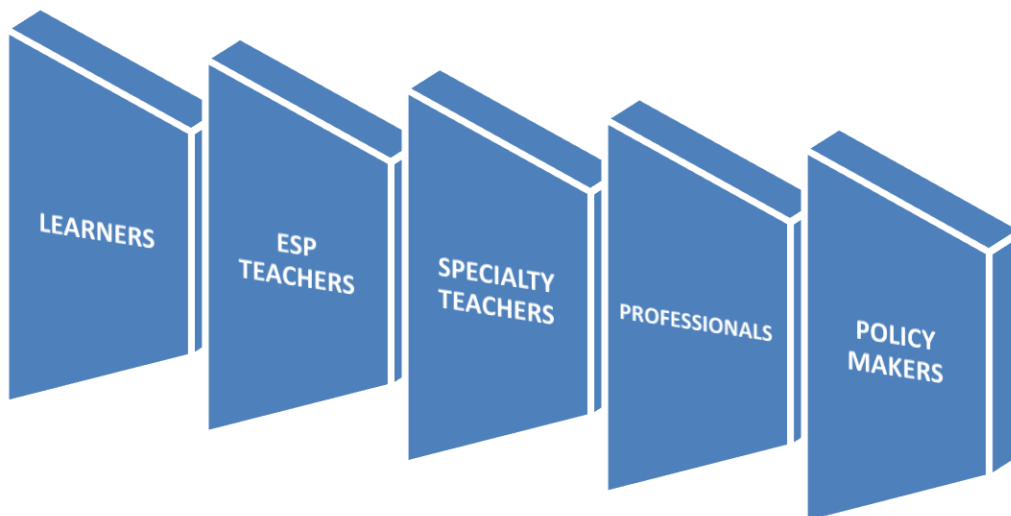 LEARNERS
ESP
TEACHERS
SPECIALTY
TEACHERS
PROFESSIONALS
POLICY
MAKERS